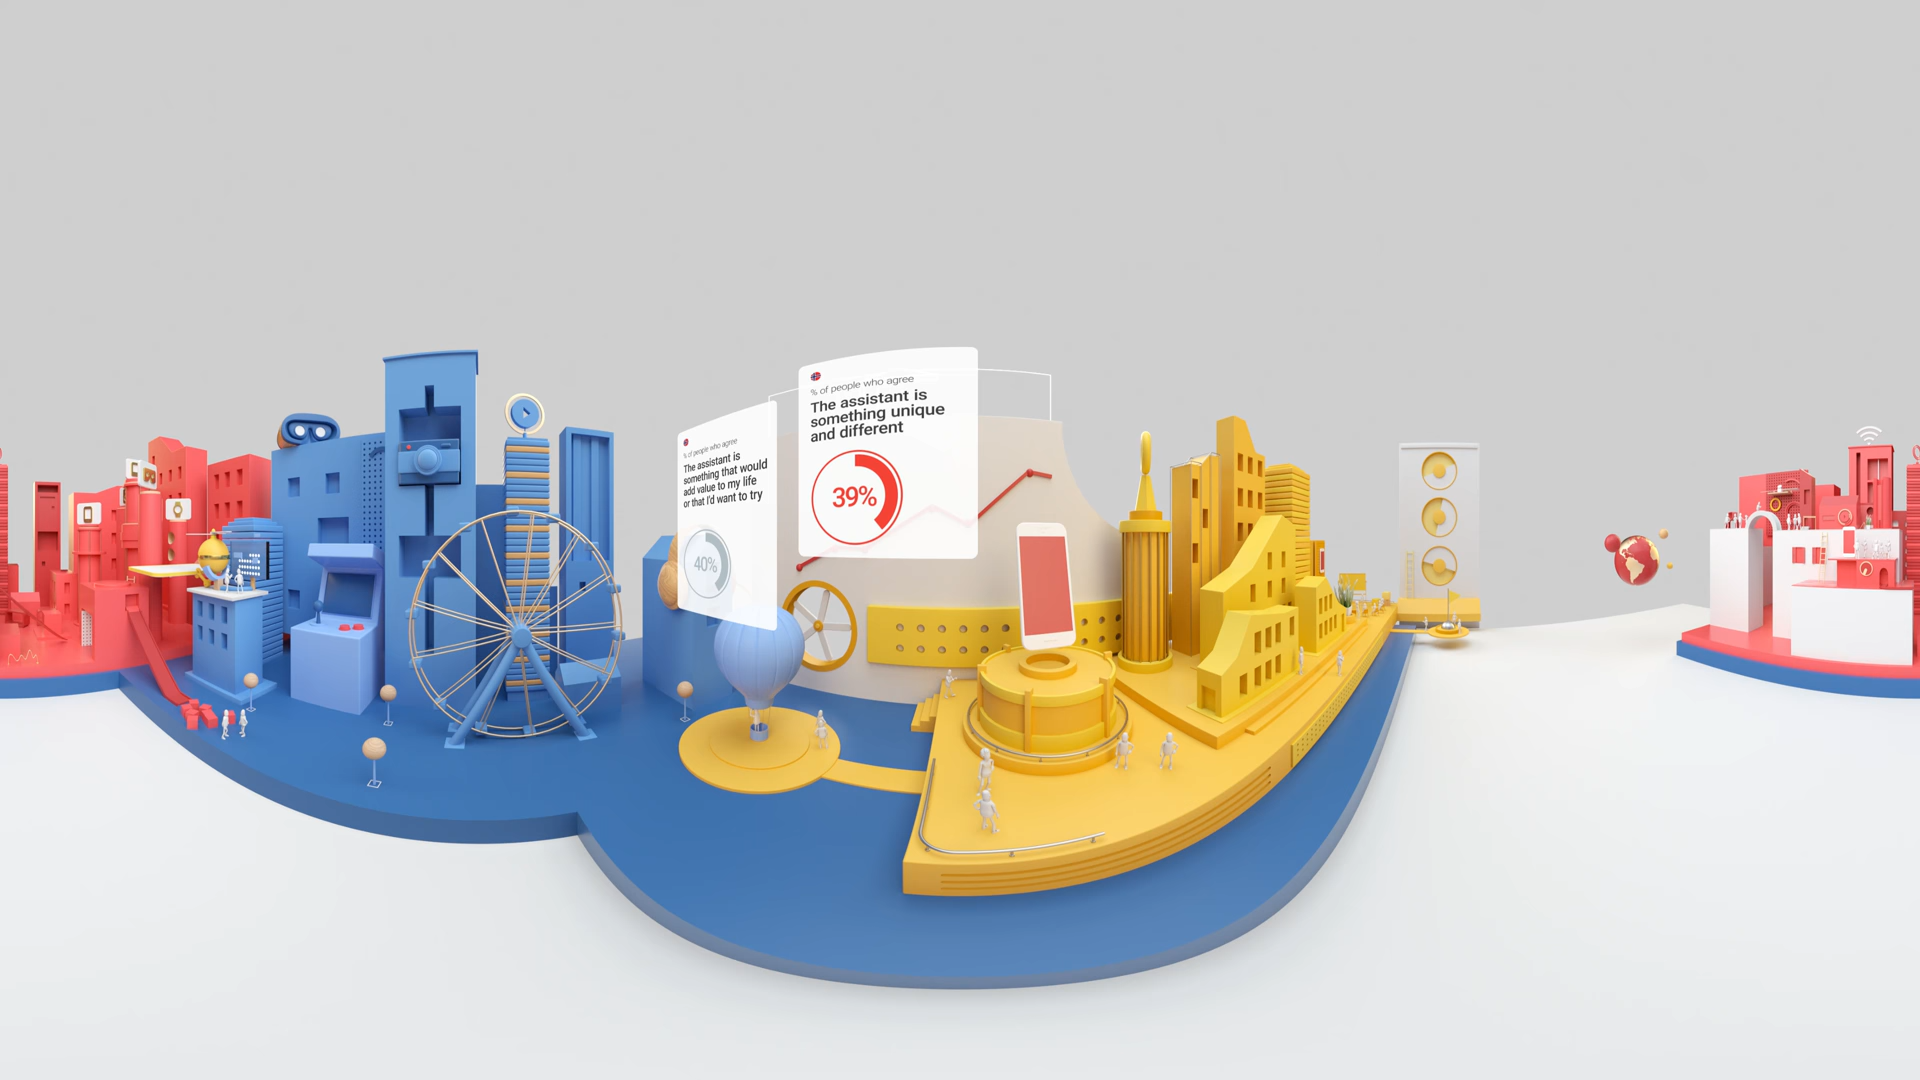 % of people who agree
The assistant is
something that would
add value to my life
or that I'd want to try
40%
% of people who agree
The assistant is
something unique
and different
39%